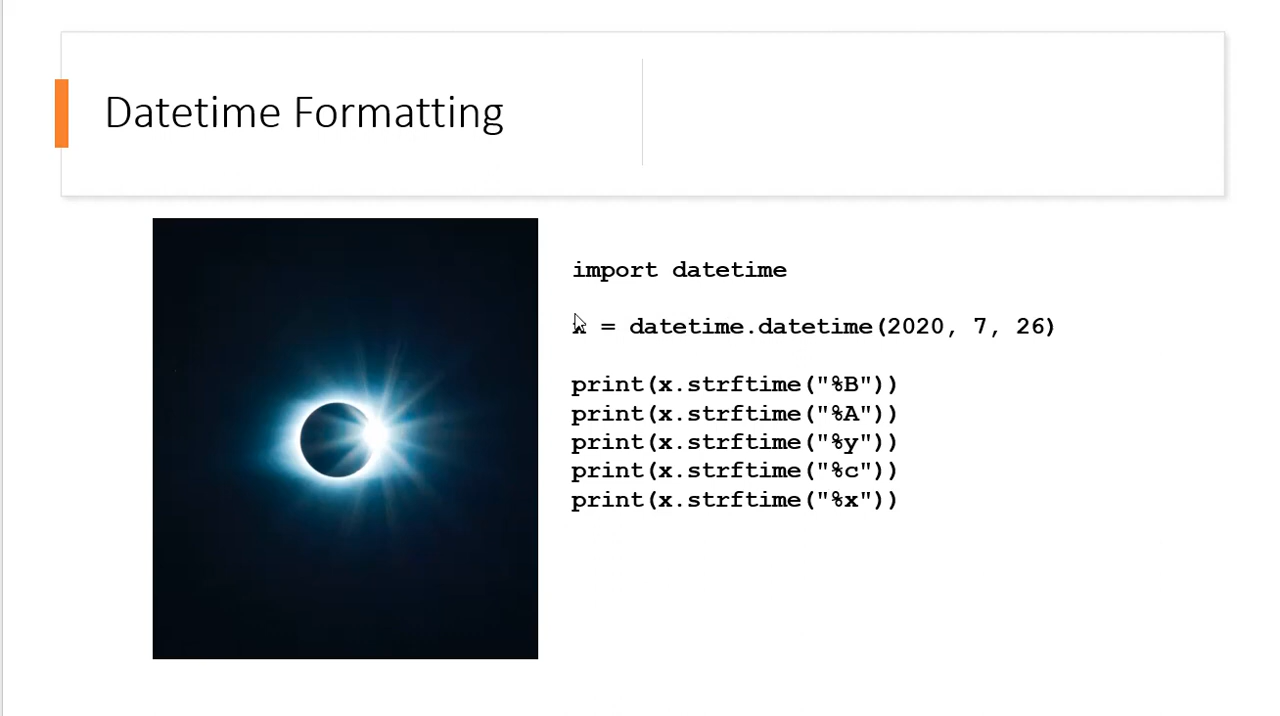 Datetime Formatting
import datetime
x = datetime.datetime(2020, 7, 26)
print(x.strftime("%B"))
print(x.strftime("%A"))
print(x.strftime("%y"))
print(x.strftime("%c"))
print(x.strftime("%x"))